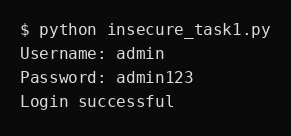 $ python insecure_task1.py
Username: admin
Password: admin123
Login successful